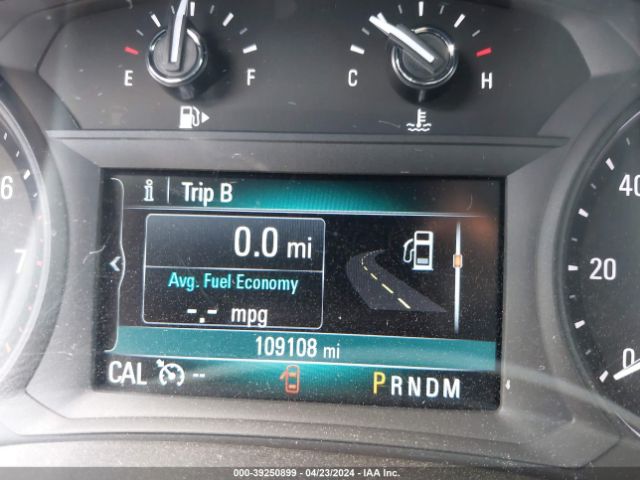 E F C H
i Trip B
0.0 mi
Avg. Fuel Economy
-.- mpg
109108 mi
CAL -- PRNDM
6
7
40
20
0
000-39250899 - 04/23/2024 - IAA Inc.